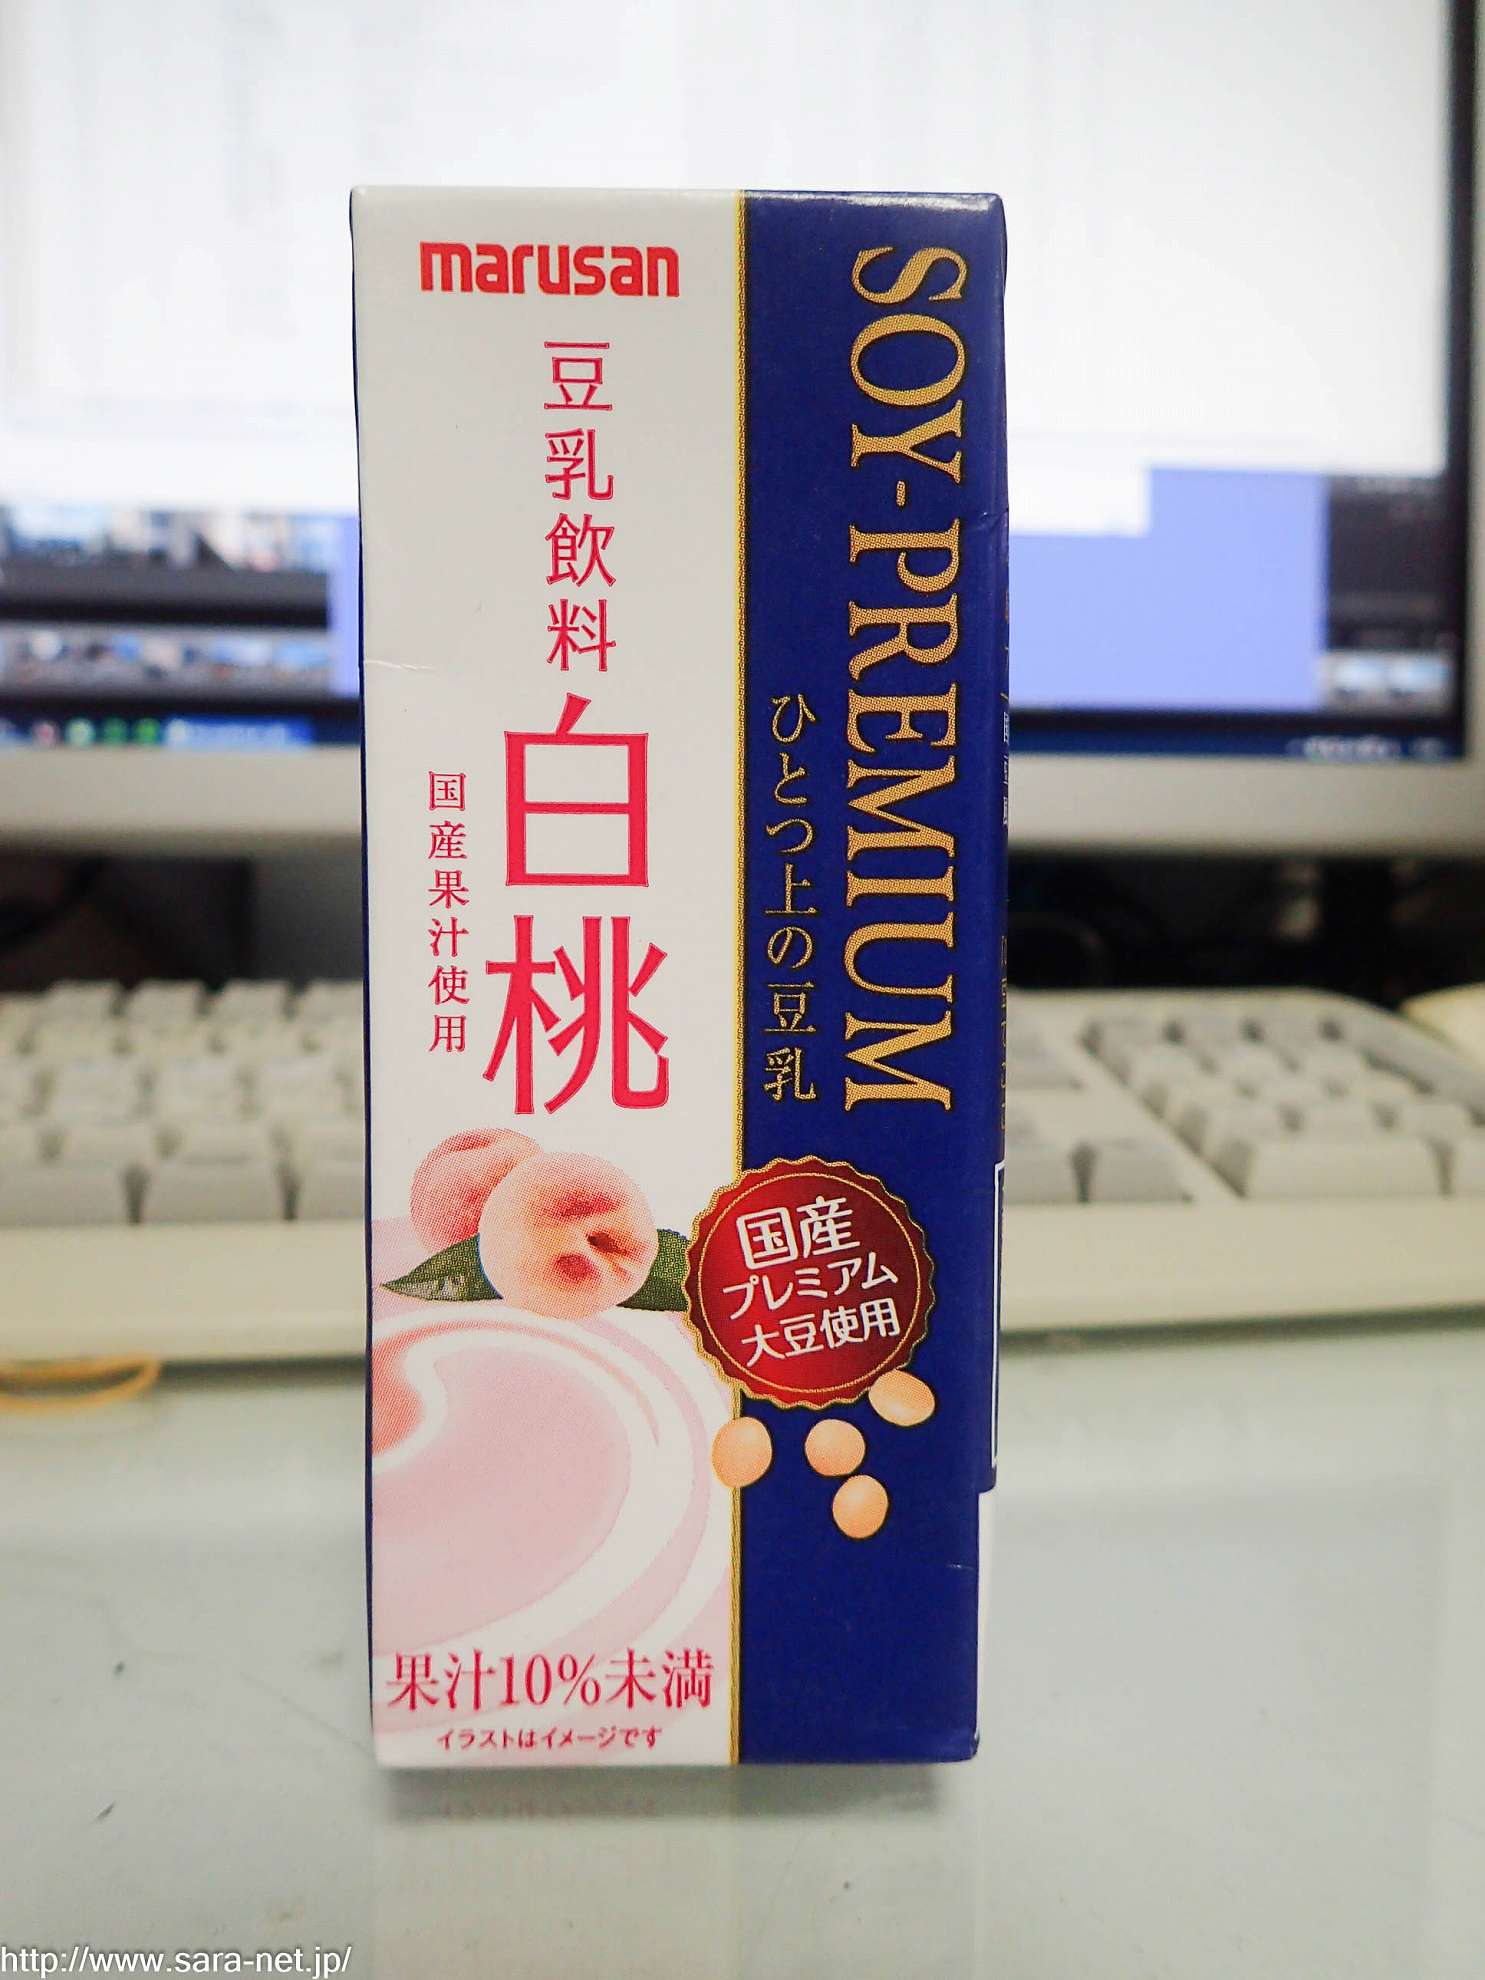 marusan
豆乳飲料 白桃
国産果汁使用
SOY-PREMIUM
ひとつ上の豆乳
国産
プレミアム
大豆使用
果汁10%未満
イラストはイメージです
http://www.sara-net.jp/